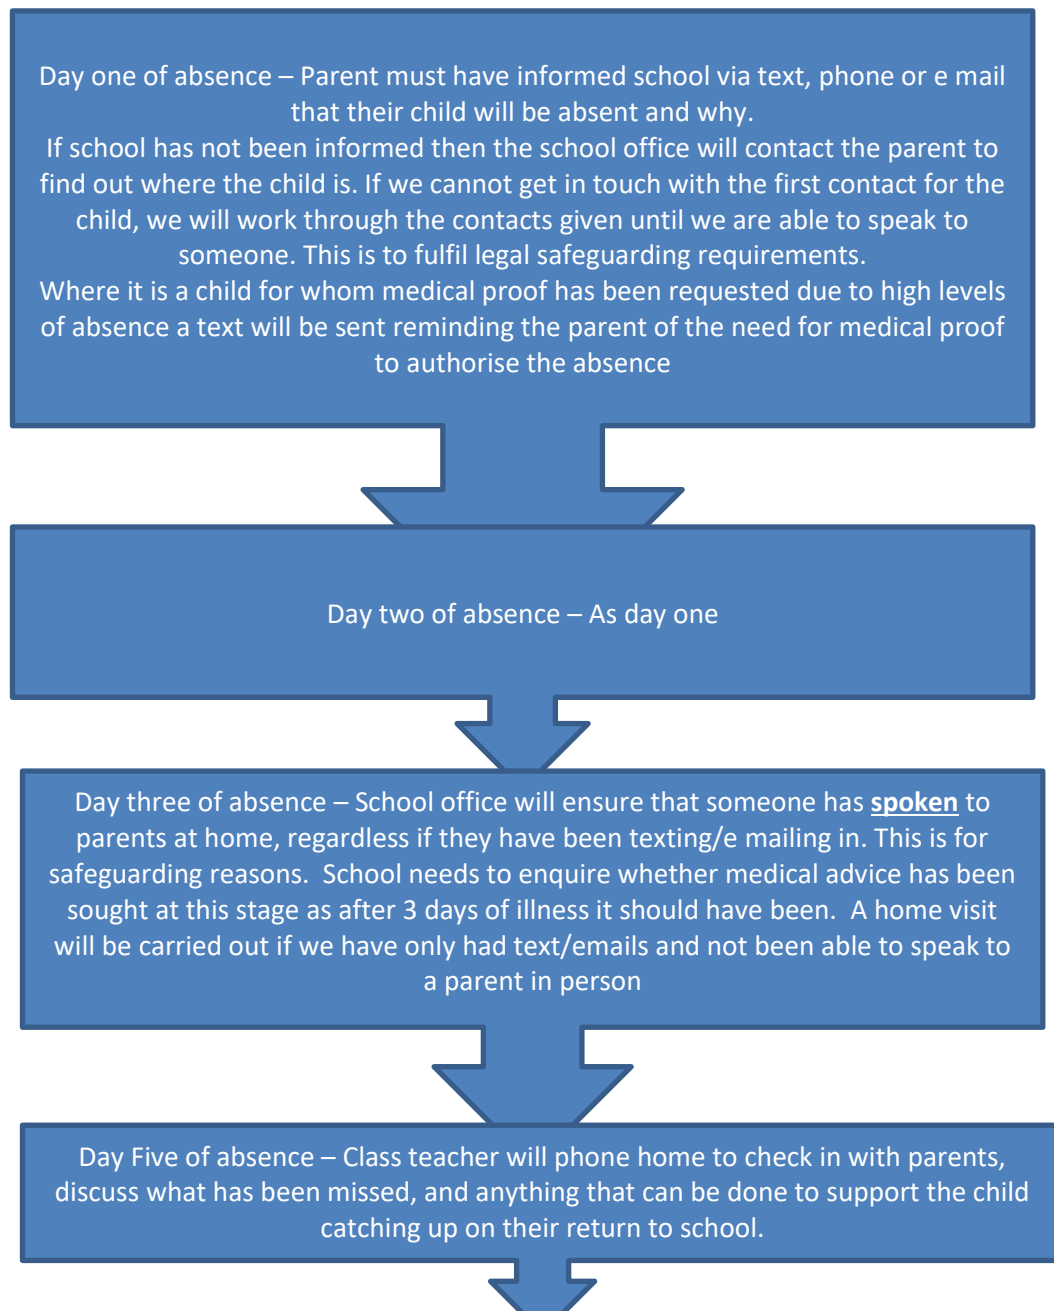 Day one of absence – Parent must have informed school via text, phone or e mail
that their child will be absent and why.
If school has not been informed then the school office will contact the parent to
find out where the child is. If we cannot get in touch with the first contact for the
child, we will work through the contacts given until we are able to speak to
someone. This is to fulfil legal safeguarding requirements.
Where it is a child for whom medical proof has been requested due to high levels
of absence a text will be sent reminding the parent of the need for medical proof
to authorise the absence
Day two of absence – As day one
Day three of absence – School office will ensure that someone has spoken to
parents at home, regardless if they have been texting/e mailing in. This is for
safeguarding reasons.  School needs to enquire whether medical advice has been
sought at this stage as after 3 days of illness it should have been.  A home visit
will be carried out if we have only had text/emails and not been able to speak to
a parent in person
Day Five of absence – Class teacher will phone home to check in with parents,
discuss what has been missed, and anything that can be done to support the child
catching up on their return to school.